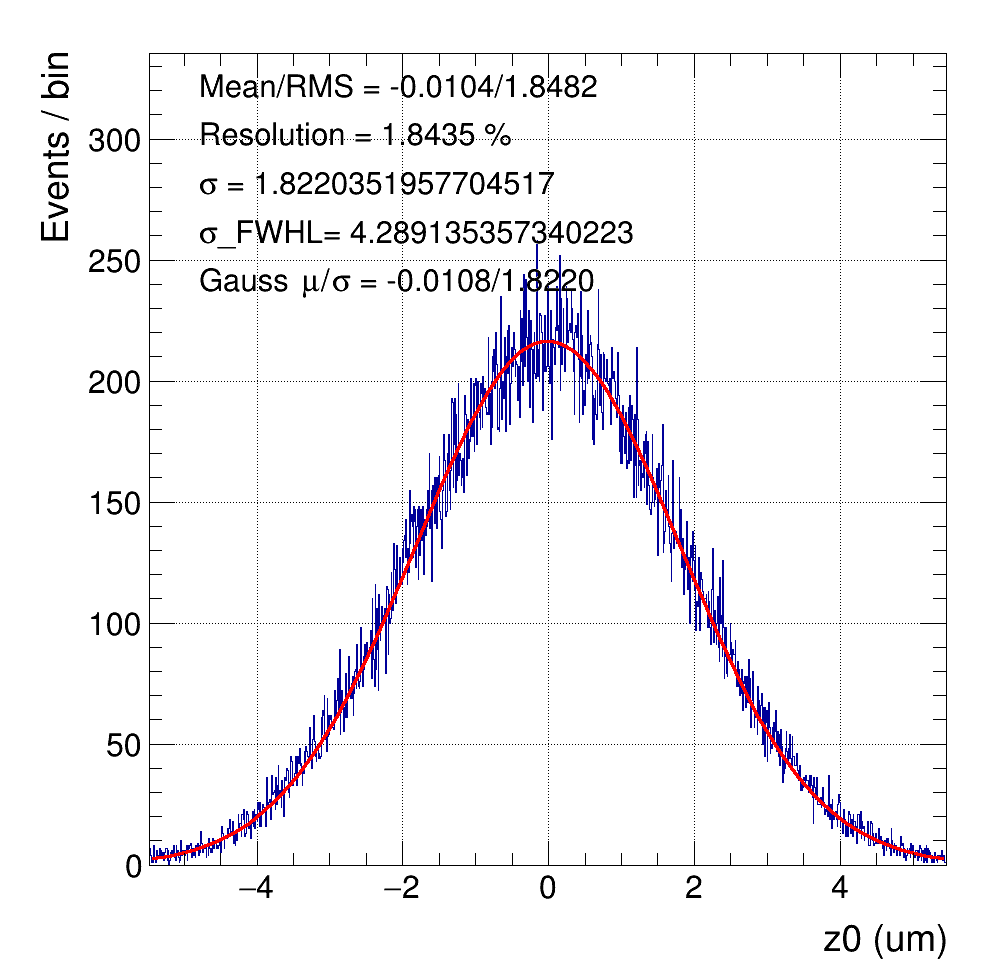 Events / bin
Mean/RMS = -0.0104/1.8482
Resolution = 1.8435 %
σ = 1.8220351957704517
σ_FWHL= 4.289135357340223
Gauss μ/σ = -0.0108/1.8220
300
250
200
150
100
50
0
−4 −2 0 2 4
z0 (um)